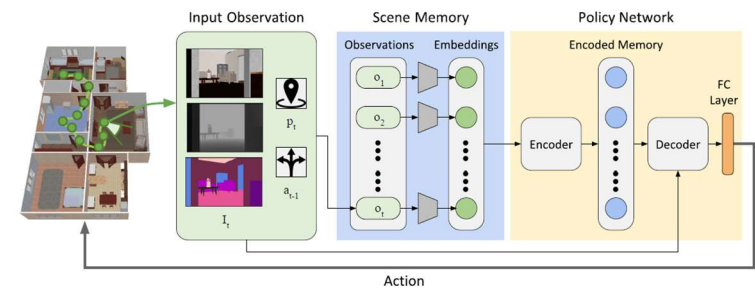 Input Observation
Scene Memory
Policy Network
Observations
Embeddings
Encoded Memory
FC
Layer
o1
o2
ot
pt
at-1
It
Encoder
Decoder
Action